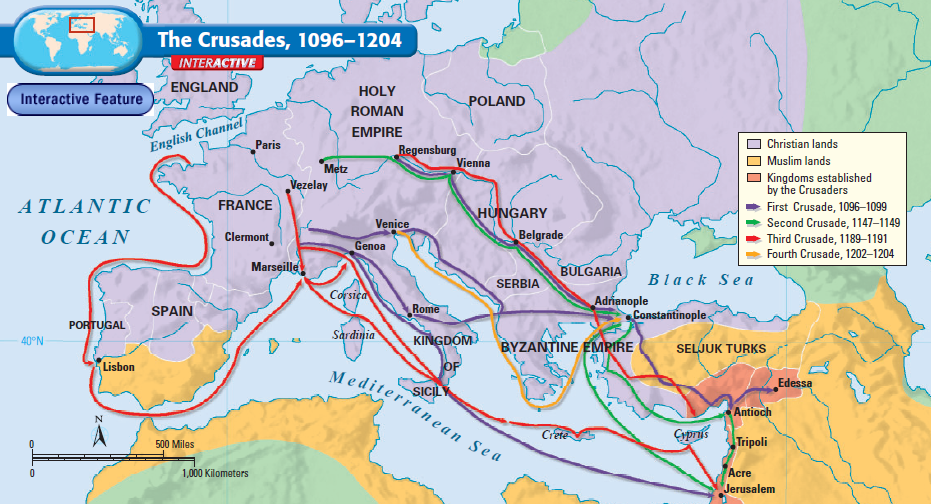 The Crusades, 1096–1204
INTERACTIVE
Interactive Feature
ENGLAND
HOLY
ROMAN
EMPIRE
POLAND
English Channel
Paris
Regensburg
Metz
Vienna
Vezelay
ATLANTIC
OCEAN
FRANCE
HUNGARY
Clermont
Venice
Genoa
Belgrade
Marseille
SERBIA
BULGARIA
Black Sea
Corsica
Adrianople
SPAIN
PORTUGAL
Rome
Constantinople
Sardinia
40°N
KINGDOM
OF
SICILY
BYZANTINE EMPIRE
SELJUK TURKS
Lisbon
Mediterranean Sea
Edessa
Antioch
Crete
Cyprus
Tripoli
Acre
Jerusalem
N
0
500 Miles
0
1,000 Kilometers
Christian lands
Muslim lands
Kingdoms established
by the Crusaders
First Crusade, 1096–1099
Second Crusade, 1147–1149
Third Crusade, 1189–1191
Fourth Crusade, 1202–1204